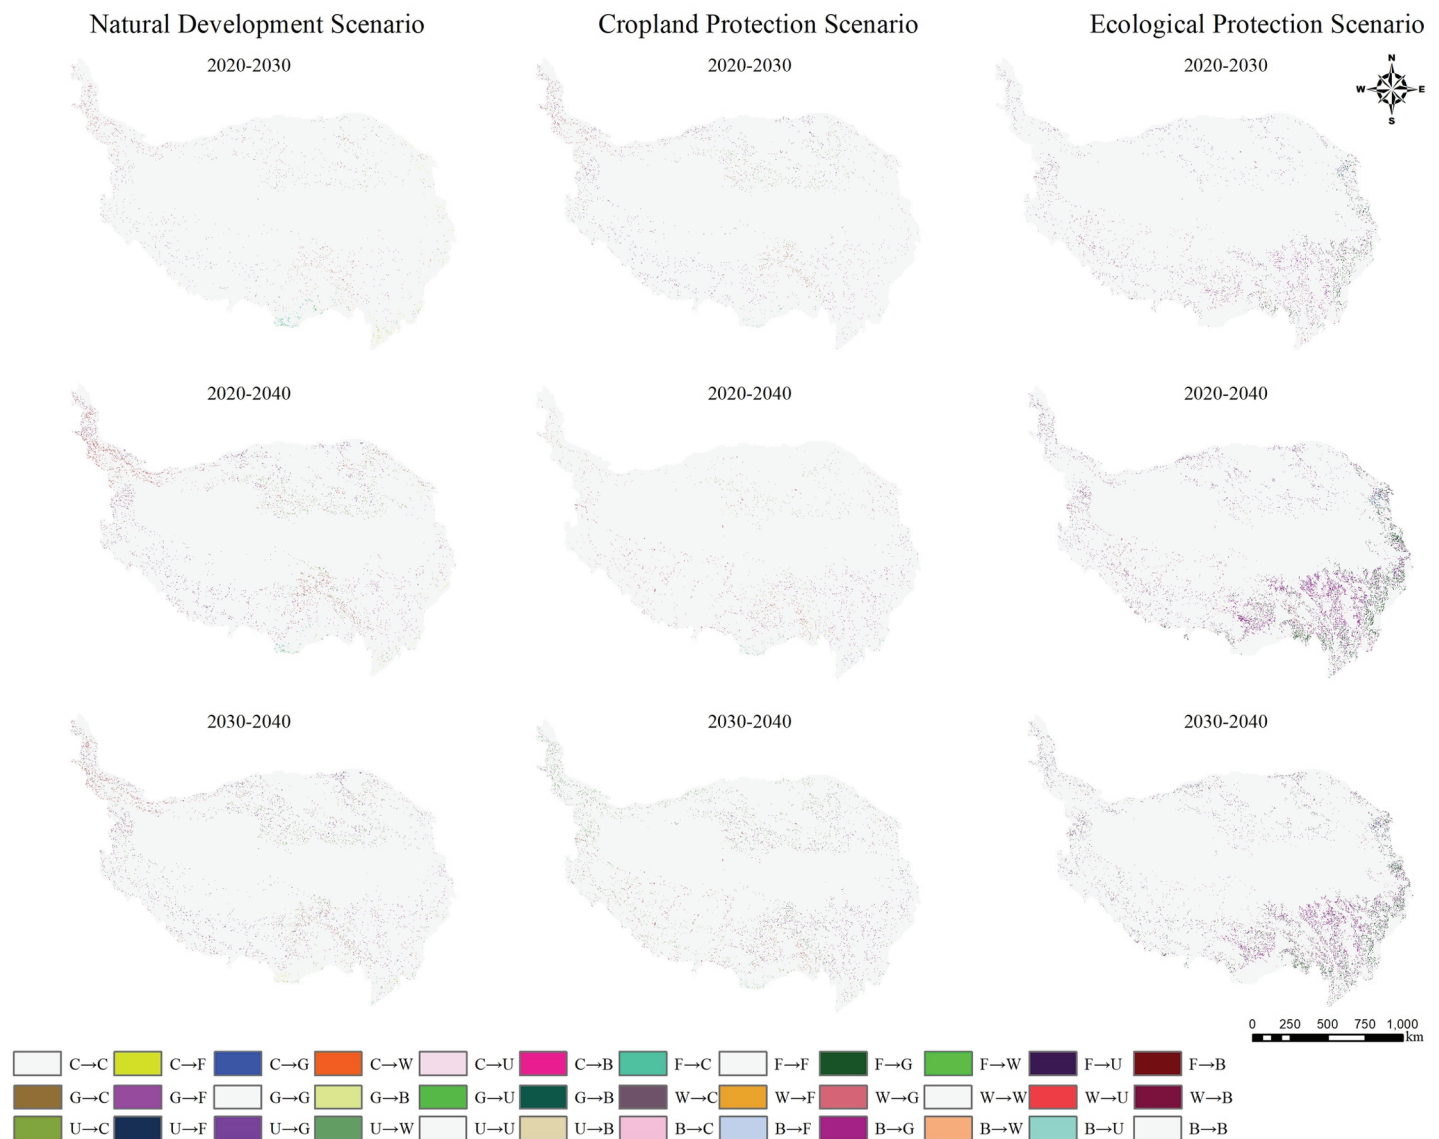 Natural Development Scenario Cropland Protection Scenario Ecological Protection Scenario
2020-2030 2020-2030 2020-2030
N
W E
S
2020-2040 2020-2040 2020-2040
2030-2040 2030-2040 2030-2040
0 250 500 750 1,000
km
C→C C→F C→G C→W C→U C→B F→C F→F F→G F→W F→U F→B
G→C G→F G→G G→B G→U G→B W→C W→F W→G W→W W→U W→B
U→C U→F U→G U→W U→U U→B B→C B→F B→G B→W B→U B→B